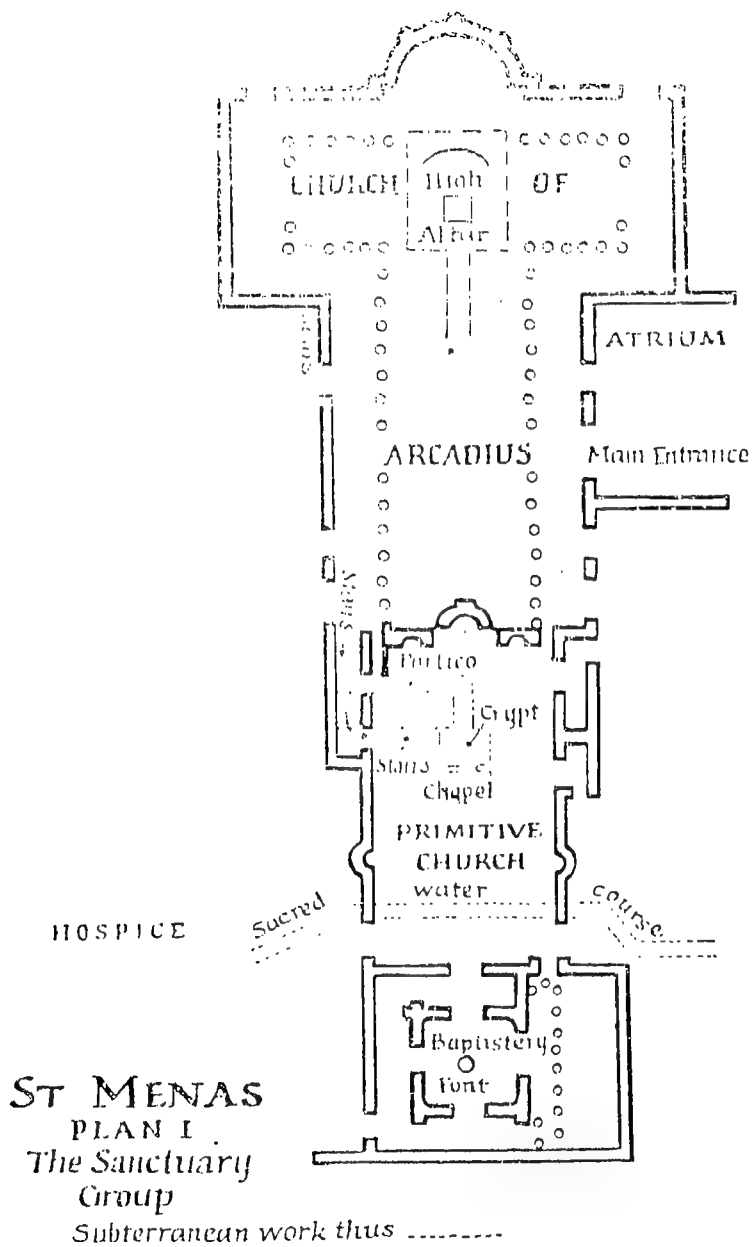 CHURCH High OF
Altar
Stairs
ATRIUM
ARCADIUS
Main Entrance
Stairs
Portico
Crypt
Stairs
Chapel
PRIMITIVE
CHURCH
water
HOSPICE
Sacred
course
Baptistery
Font
ST MENAS
PLAN I
The Sanctuary
Group
Subterranean work thus --------